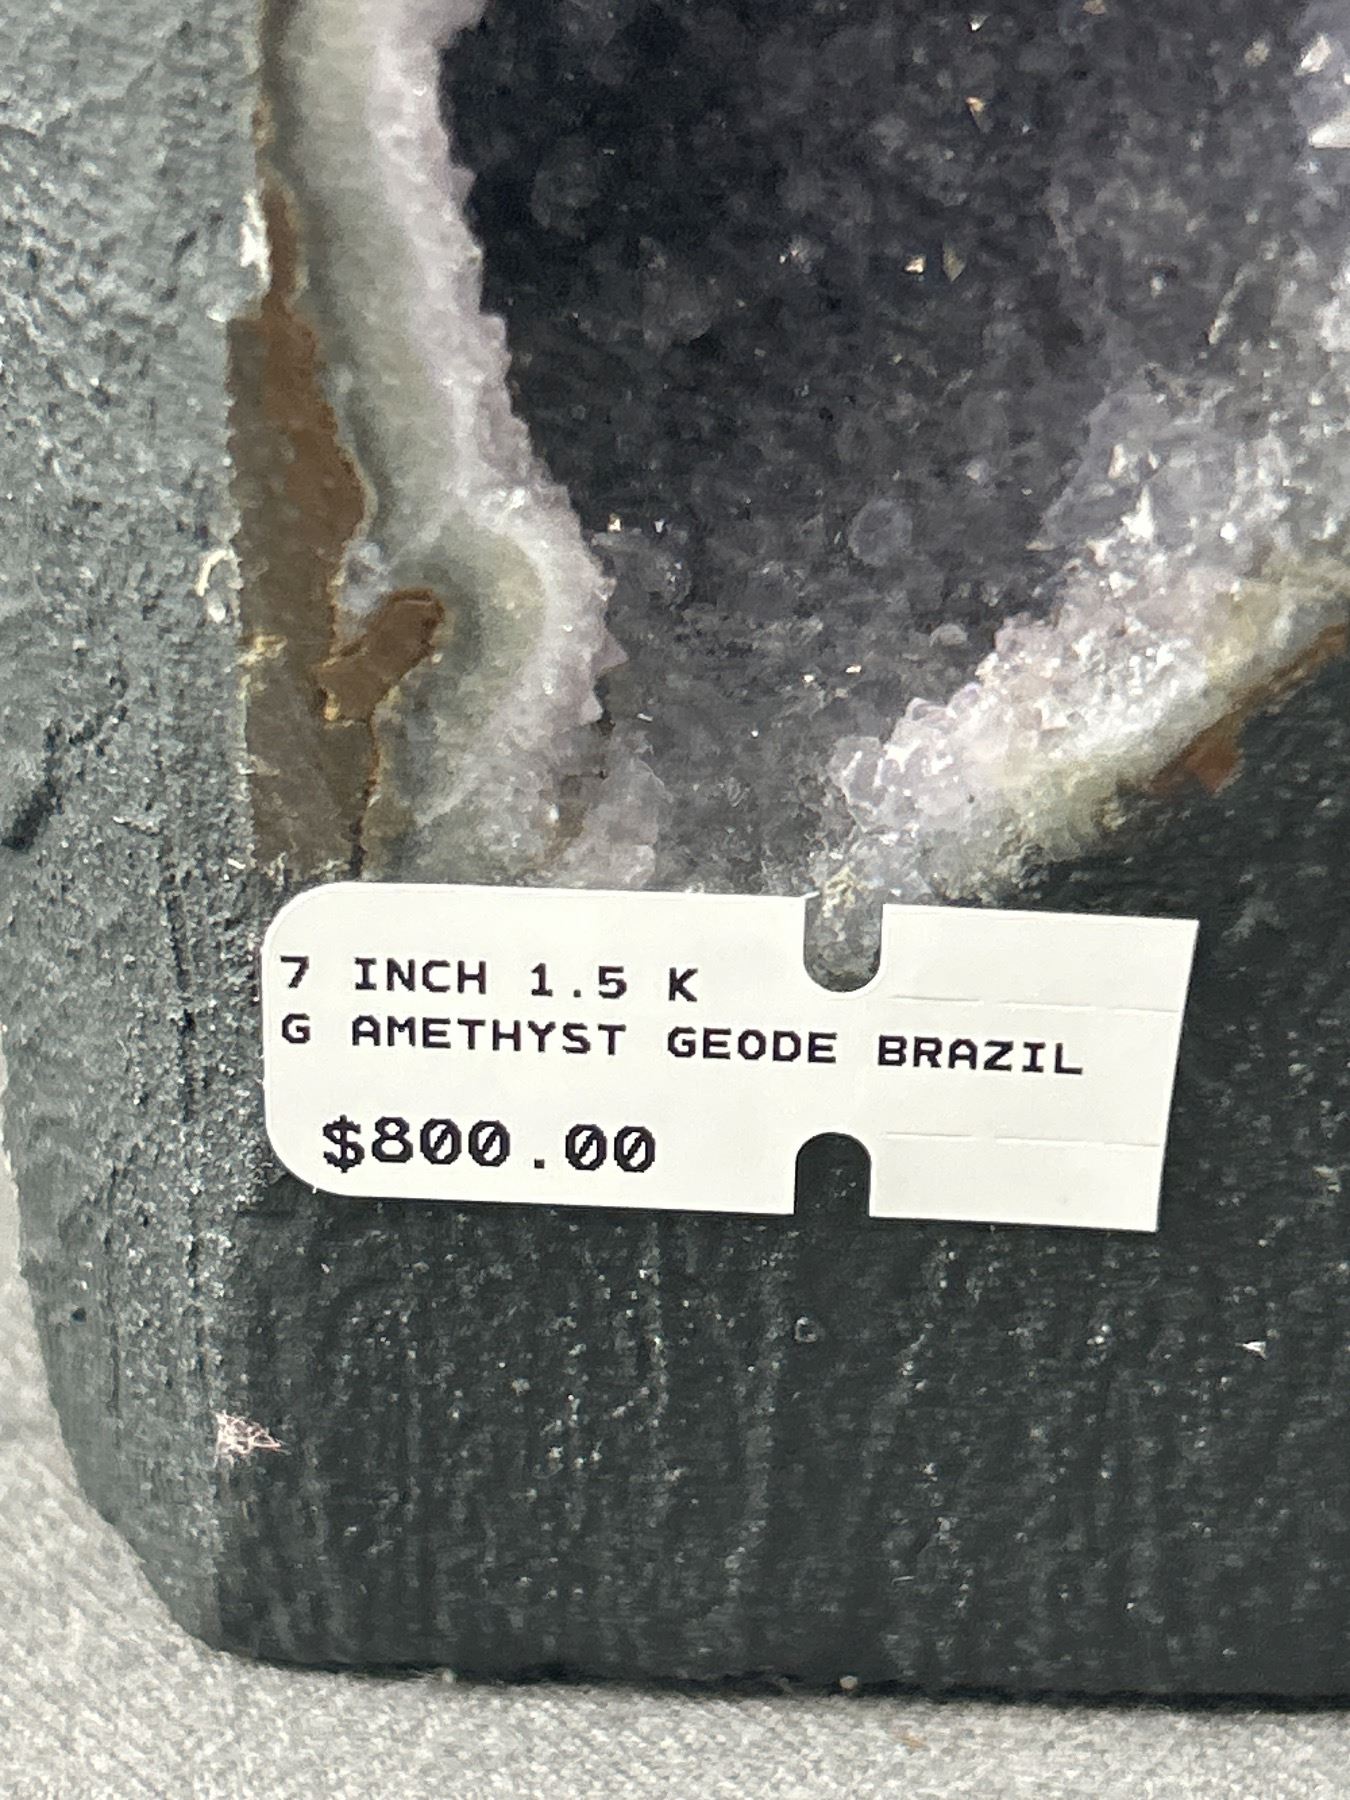 7 INCH 1.5 K
G AMETHYST GEODE BRAZIL
$800.00